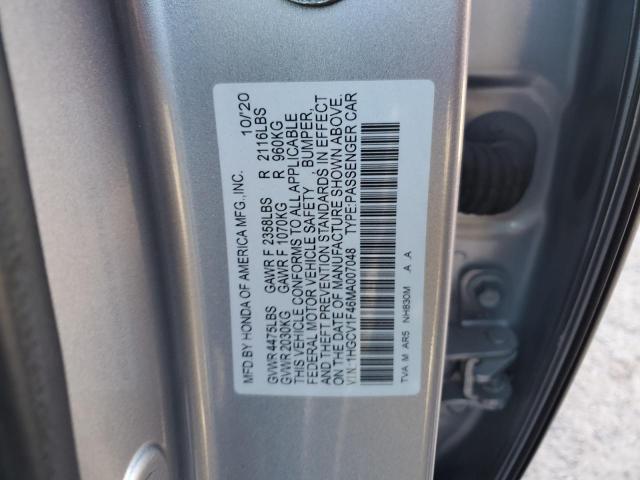 MFD.BY HONDA OF AMERICA MFG.,INC. 10/20
GVWR 4475LBS GAWR F 2358LBS R 2116LBS
GVWR 2030KG GAWR F 1070KG R 960KG
THIS VEHICLE CONFORMS TO ALL APPLICABLE
FEDERAL MOTOR VEHICLE SAFETY BUMPER,
AND THEFT PREVENTION STANDARDS IN EFFECT
ON THE DATE OF MANUFACTURE SHOWN ABOVE.
V.I.N.:1HGCV1F46MA007048 TYPE:PASSENGER CAR
TVA M AR5 NH830M .A .A